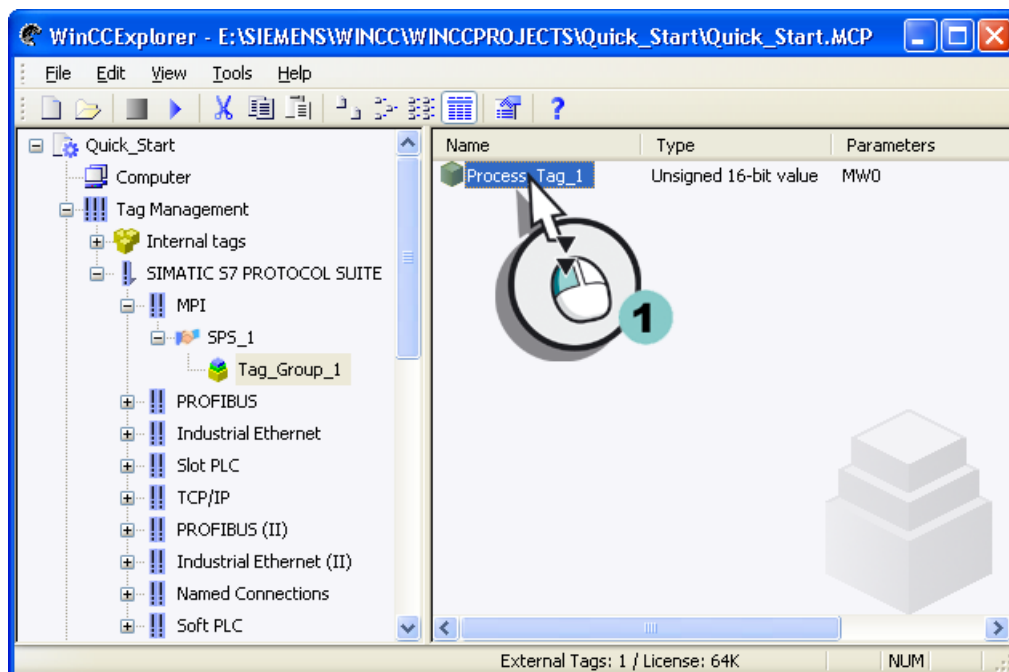 WinCCExplorer - E:\SIEMENS\WINCC\WINCCPROJECTS\Quick_Start\Quick_Start.MCP
File Edit View Tools Help
Quick_Start
Computer
Tag Management
Internal tags
SIMATIC S7 PROTOCOL SUITE
MPI
SPS_1
Tag_Group_1
PROFIBUS
Industrial Ethernet
Slot PLC
TCP/IP
PROFIBUS (II)
Industrial Ethernet (II)
Named Connections
Soft PLC
Name Type Parameters
Process_Tag_1 Unsigned 16-bit value MW0
1
External Tags: 1 / License: 64K NUM